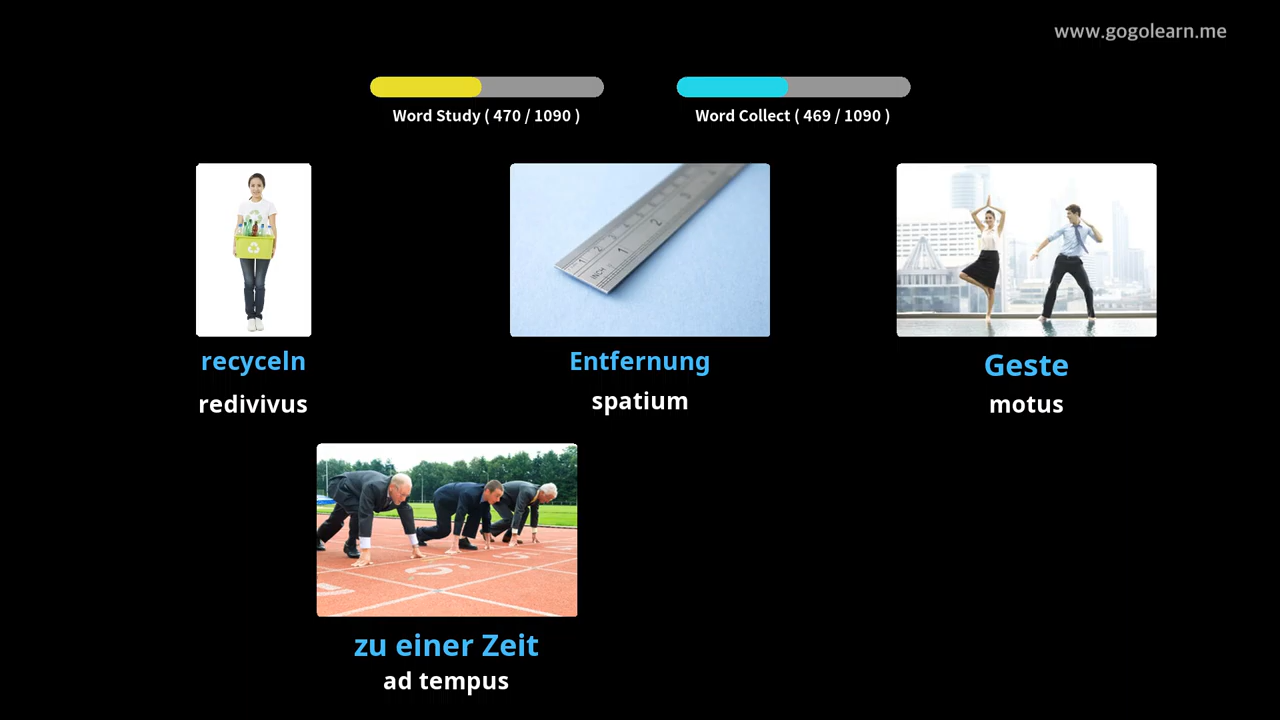 www.gogolearn.me
Word Study ( 470 / 1090 )
Word Collect ( 469 / 1090 )
recyceln
Entfernung
Geste
redivivus
spatium
motus
zu einer Zeit
ad tempus